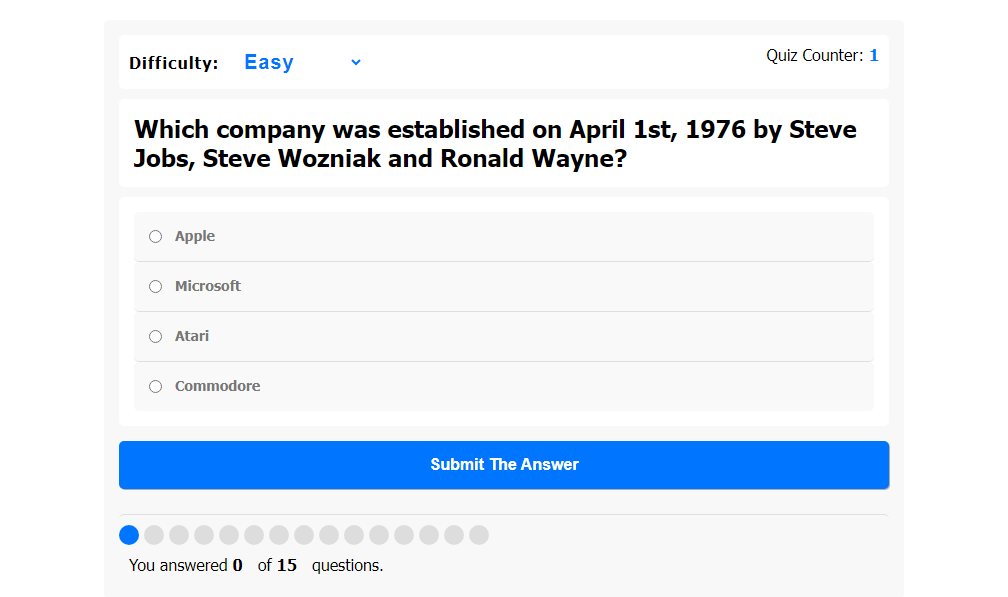 Difficulty: Easy
Quiz Counter: 1
Which company was established on April 1st, 1976 by Steve
Jobs, Steve Wozniak and Ronald Wayne?
Apple
Microsoft
Atari
Commodore
Submit The Answer
You answered 0 of 15 questions.